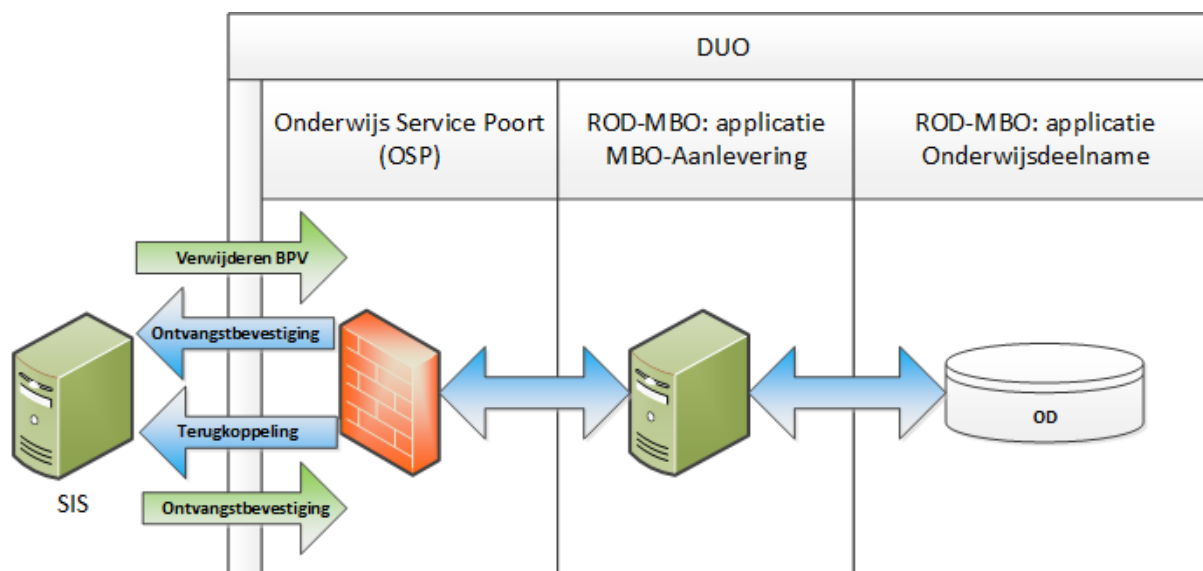 DUO
Onderwijs Service Poort
(OSP)
ROD-MBO: applicatie
MBO-Aanlevering
ROD-MBO: applicatie
Onderwijsdeelname
Verwijderen BPV
Ontvangstbevestiging
Terugkoppeling
Ontvangstbevestiging
SIS
OD